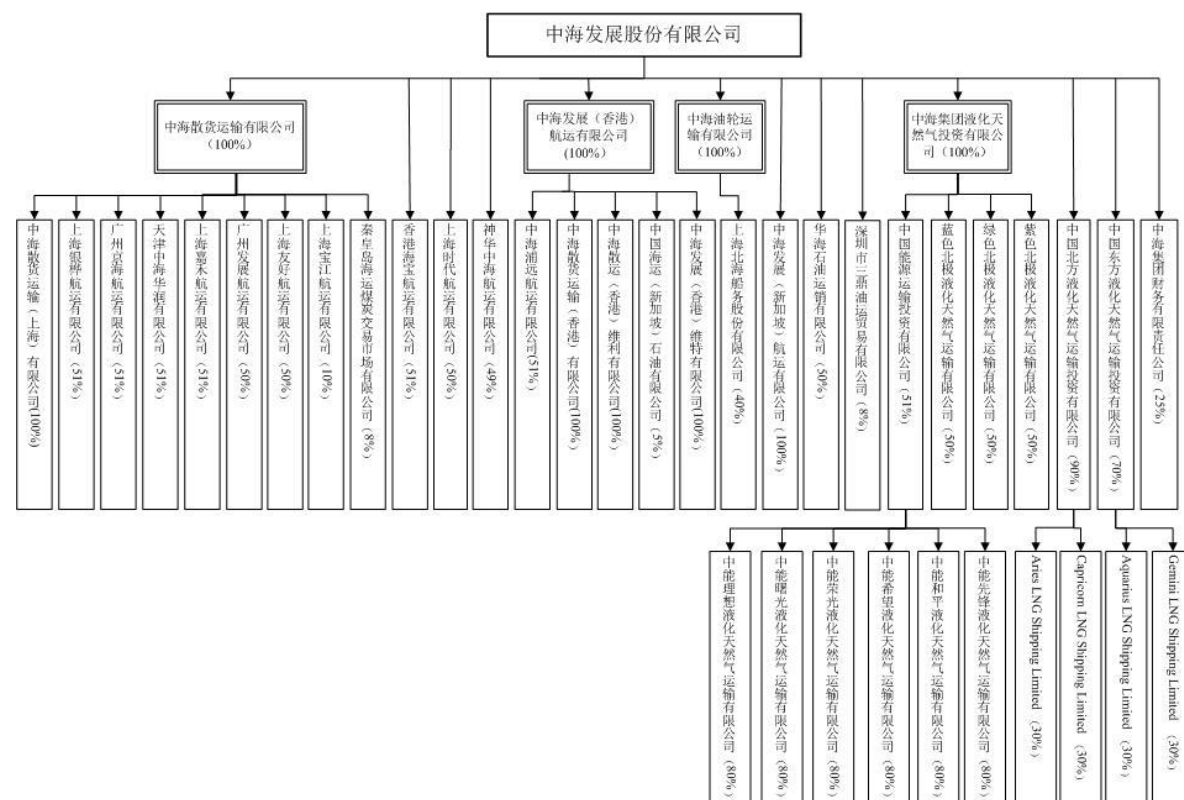 中海发展股份有限公司
中海散货运输有限公司
（100%）
中海发展（香港）
航运有限公司
(100%)
中海油轮运
输有限公司
（100%）
中海集团液化天
然气投资有限公
司（100%）
中海散货运输（上海）有限公司(100%)
上海银桦航运有限公司（51%）
广州京海航运有限公司（51%）
天津中海华润有限公司（51%）
上海嘉禾航运有限公司（51%）
广州发展航运有限公司（50%）
上海友好航运有限公司（50%）
上海宝江航运有限公司（10%）
秦皇岛海运煤炭交易市场有限公司（8%）
香港海宝航运有限公司（51%）
上海时代航运有限公司（50%）
神华中海航运有限公司（49%）
中海浦远航运有限公司(51%)
中海散货运输（香港）有限公司(100%)
中海散运（香港）维利有限公司(100%)
中国海运（新加坡）石油有限公司（5%）
中海发展（香港）维特有限公司(100%)
上海北海船务股份有限公司（40%）
中海发展（新加坡）航运有限公司（100%）
华海石油运销有限公司（50%）
深圳市三鼎油运贸易有限公司（8%）
中国能源运输投资有限公司（51%）
蓝色北极液化天然气运输有限公司（50%）
绿色北极液化天然气运输有限公司（50%）
紫色北极液化天然气运输有限公司（50%）
中国北方液化天然气运输投资有限公司（90%）
中国东方液化天然气运输投资有限公司（70%）
中海集团财务有限责任公司（25%）
中能理想液化天然气运输有限公司（80%）
中能曙光液化天然气运输有限公司（80%）
中能荣光液化天然气运输有限公司（80%）
中能希望液化天然气运输有限公司（80%）
中能和平液化天然气运输有限公司（80%）
中能先锋液化天然气运输有限公司（80%）
Aries LNG Shipping Limited （30%）
Capricorn LNG Shipping Limited （30%）
Aquarius LNG Shipping Limited （30%）
Gemini LNG Shipping Limited （30%）